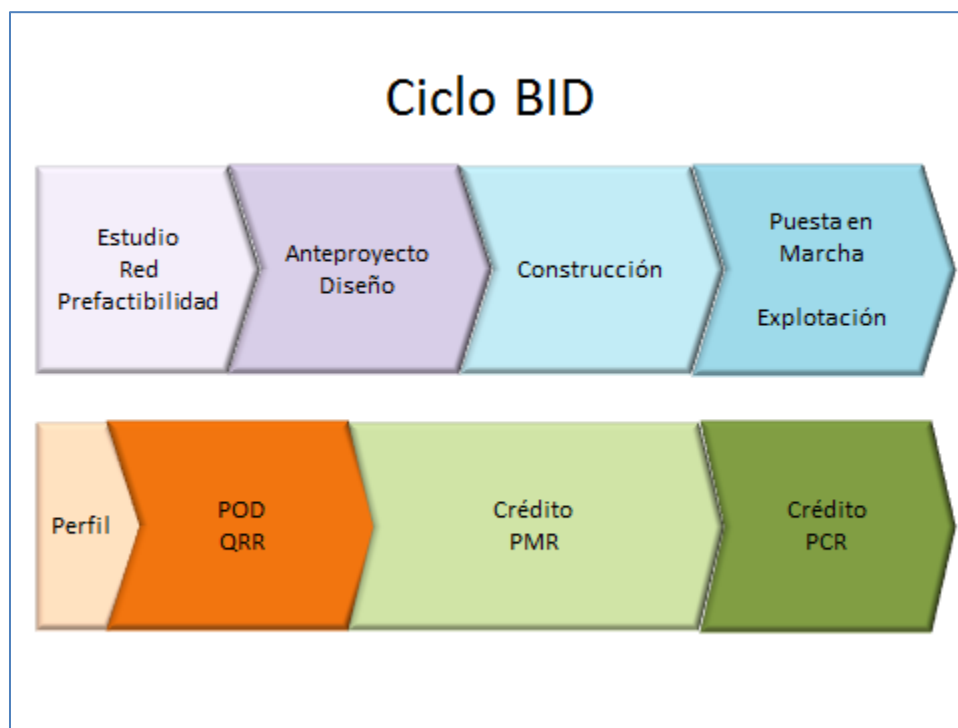 Ciclo BID
Estudio
Red
Prefactibilidad
Anteproyecto
Diseño
Construcción
Puesta en
Marcha
Explotación
Perfil
POD
QRR
Crédito
PMR
Crédito
PCR